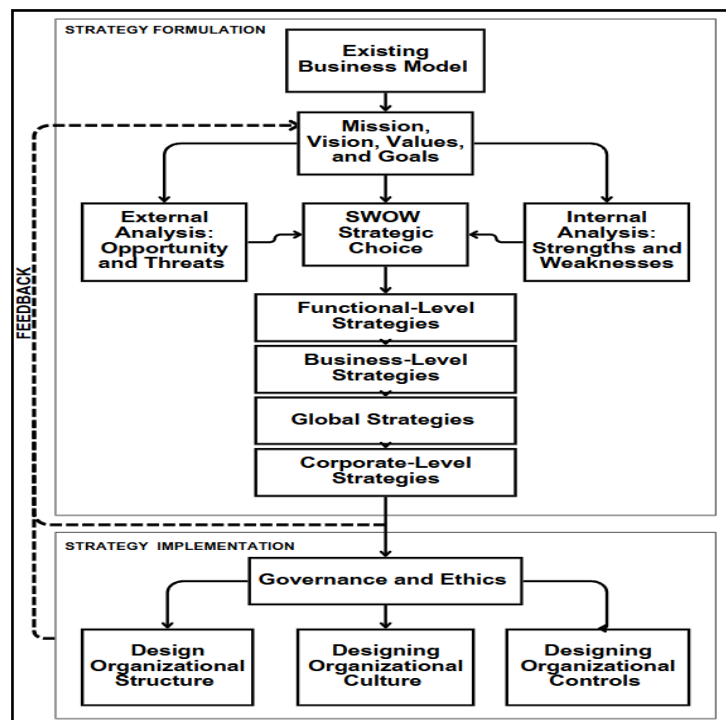 STRATEGY FORMULATION
Existing
Business Model
Mission,
Vision, Values,
and Goals
External
Analysis:
Opportunity
and Threats
SWOW
Strategic
Choice
Internal
Analysis:
Strengths and
Weaknesses
FEEDBACK
Functional-Level
Strategies
Business-Level
Strategies
Global Strategies
Corporate-Level
Strategies
STRATEGY IMPLEMENTATION
Governance and Ethics
Design
Organizational
Structure
Designing
Organizational
Culture
Designing
Organizational
Controls